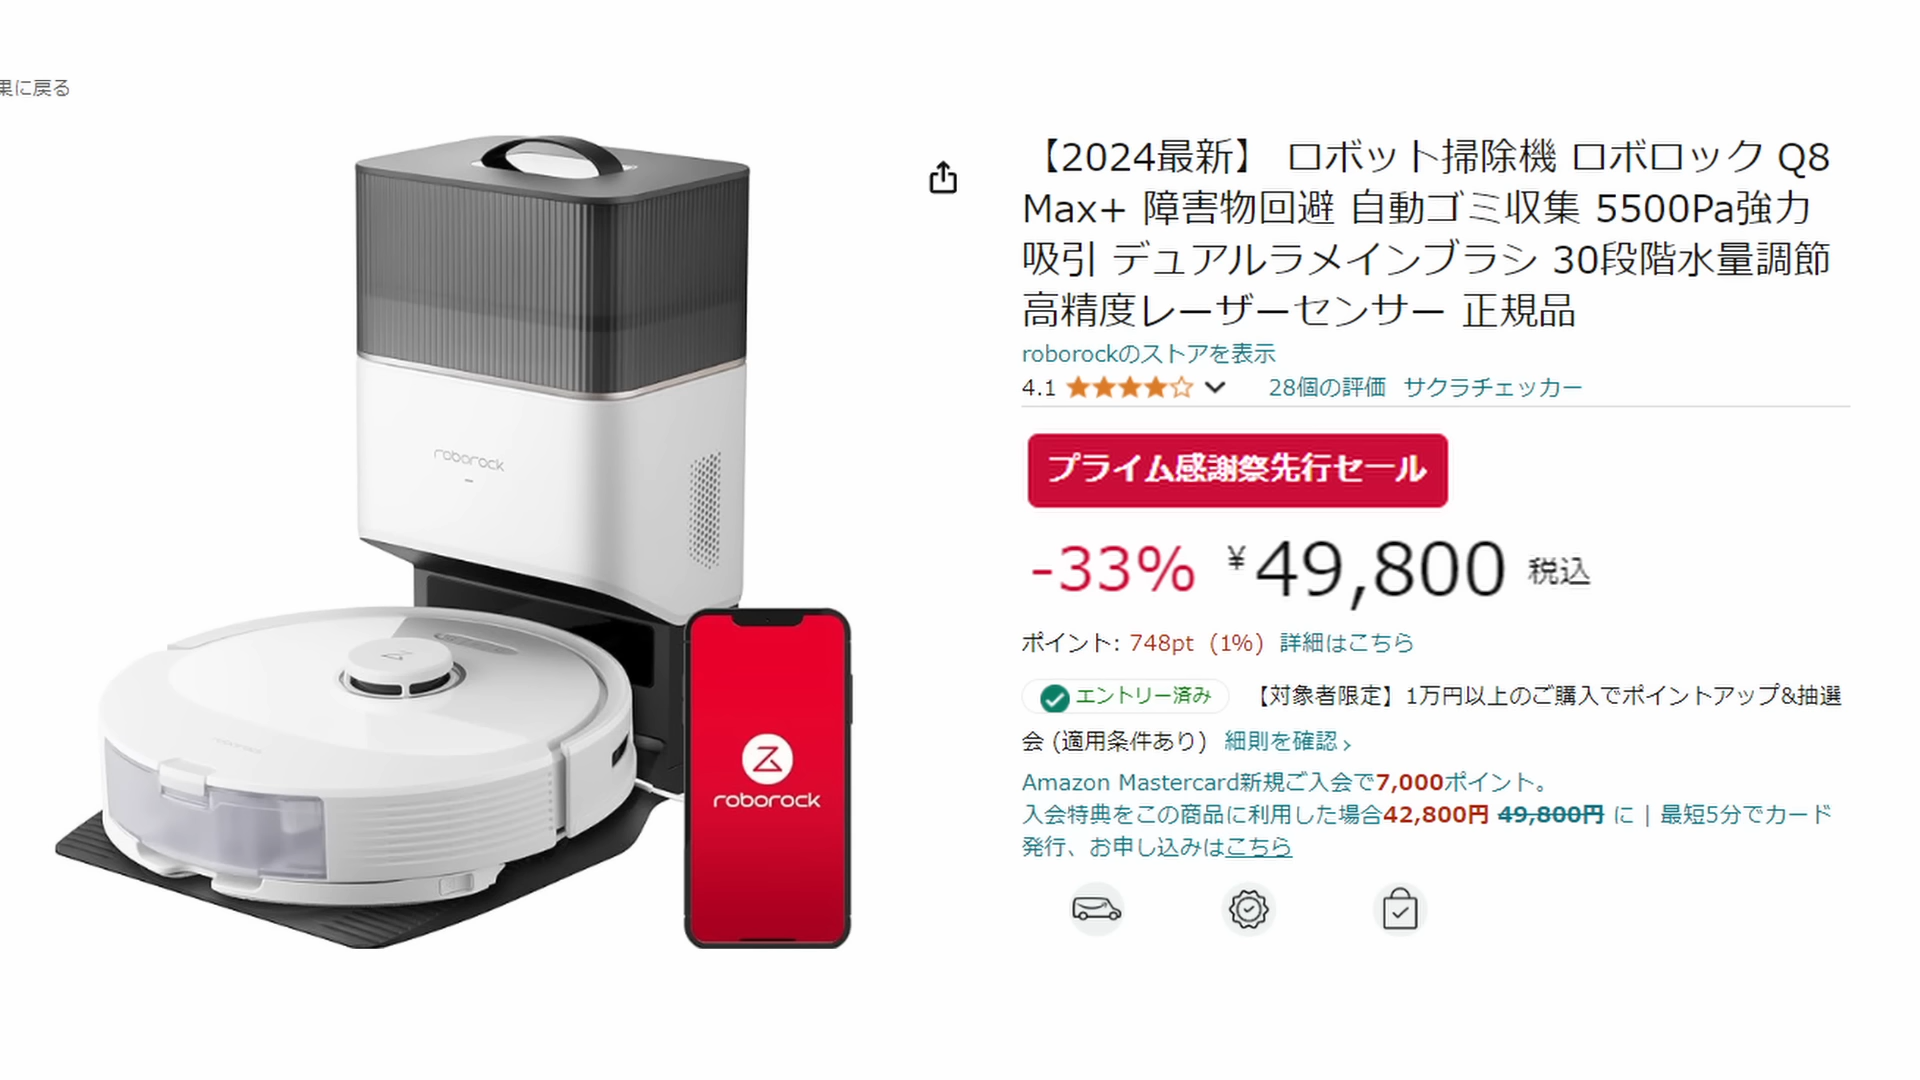 果に戻る
【2024最新】 ロボット掃除機 ロボロック Q8
Max+ 障害物回避 自動ゴミ収集 5500Pa強力
吸引 デュアルラメインブラシ 30段階水量調節
高精度レーザーセンサー 正規品
roborockのストアを表示
4.1 28個の評価 サクラチェッカー
プライム感謝祭先行セール
-33% ¥49,800 税込
ポイント: 748pt (1%) 詳細はこちら
エントリー済み 【対象者限定】1万円以上のご購入でポイントアップ&抽選
会 (適用条件あり) 細則を確認 ›
Amazon Mastercard新規ご入会で7,000ポイント。
入会特典をこの商品に利用した場合42,800円 49,800円 に | 最短5分でカード
発行、お申し込みはこちら
roborock
roborock